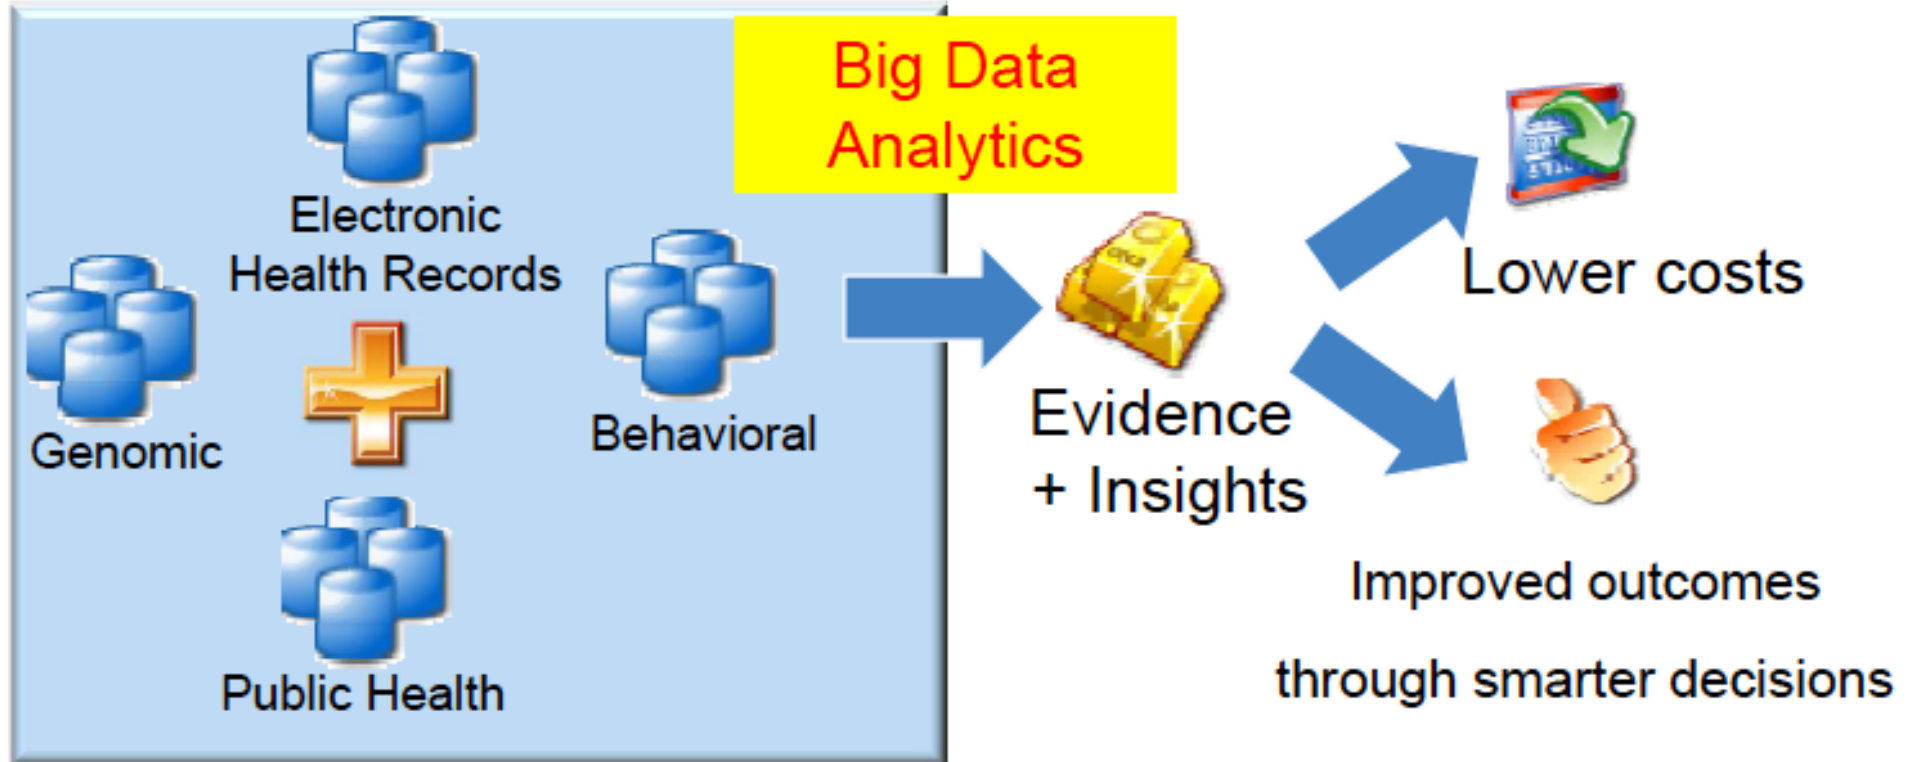 Big Data
Analytics
Electronic
Health Records
Genomic
Behavioral
Public Health
Evidence
+ Insights
Lower costs
Improved outcomes
through smarter decisions